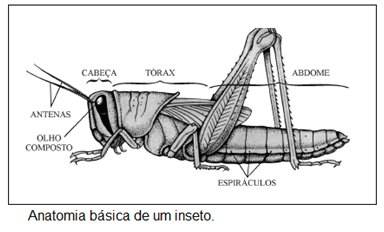 CABEÇA
TÓRAX
ABDOME
ANTENAS
OLHO
COMPOSTO
ESPIRÁCULOS
Anatomia básica de um inseto.